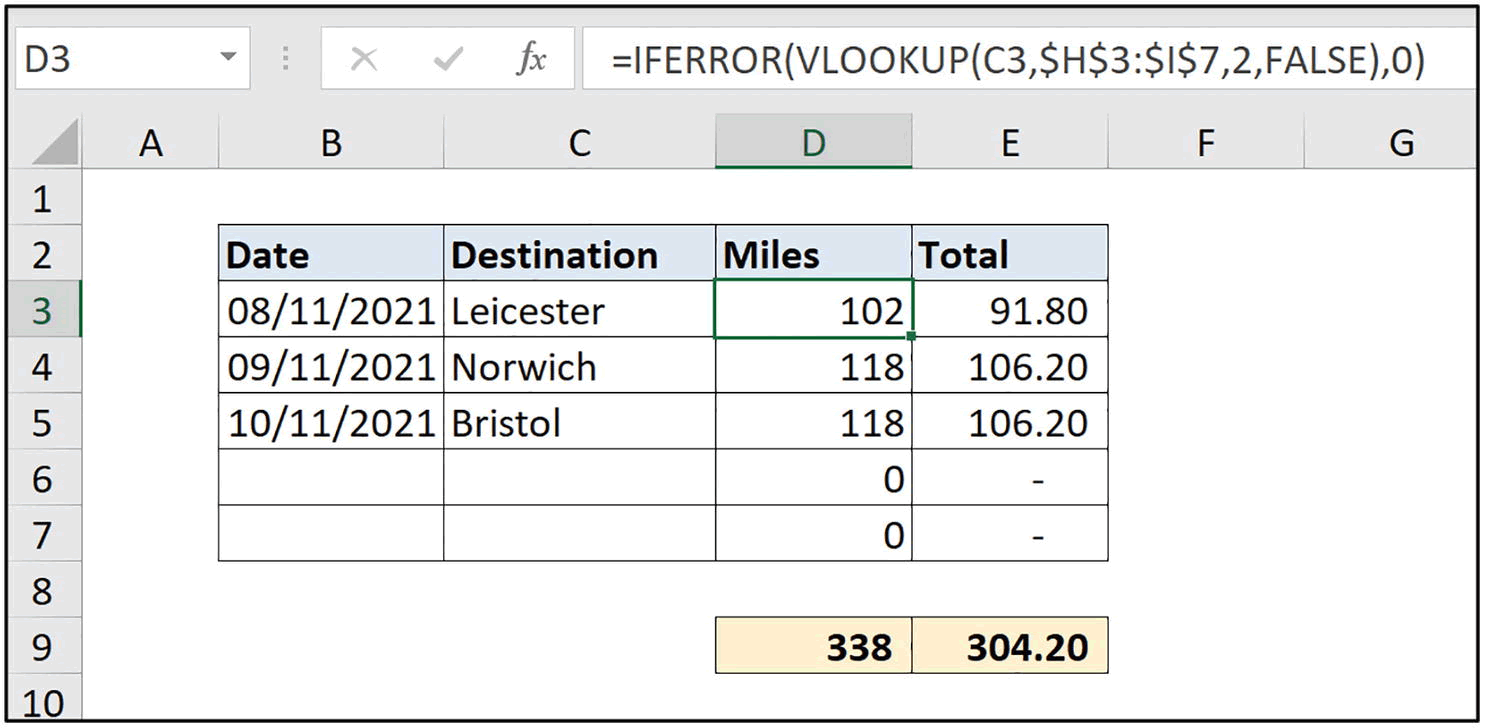 D3 fx =IFERROR(VLOOKUP(C3,$H$3:$I$7,2,FALSE),0)
A B C D E F G
1
2 Date Destination Miles Total
3 08/11/2021 Leicester 102 91.80
4 09/11/2021 Norwich 118 106.20
5 10/11/2021 Bristol 118 106.20
6 0 -
7 0 -
8
9 338 304.20
10